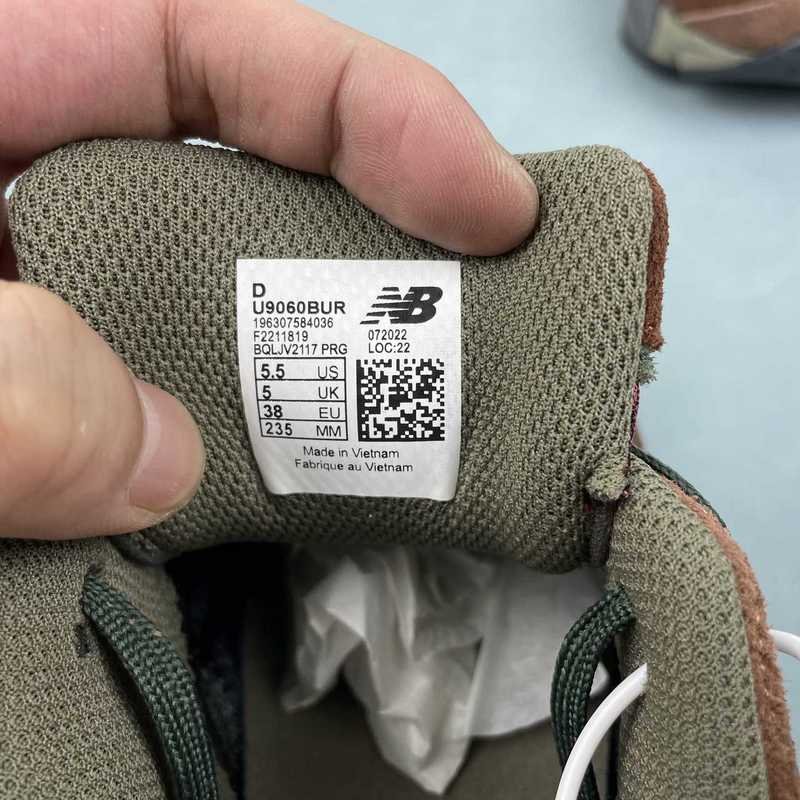 D
U9060BUR
196307584036
F2211819
BQLJV2117 PRG
NB
072022
LOC:22
5.5 US
5 UK
38 EU
235 MM
Made in Vietnam
Fabrique au Vietnam